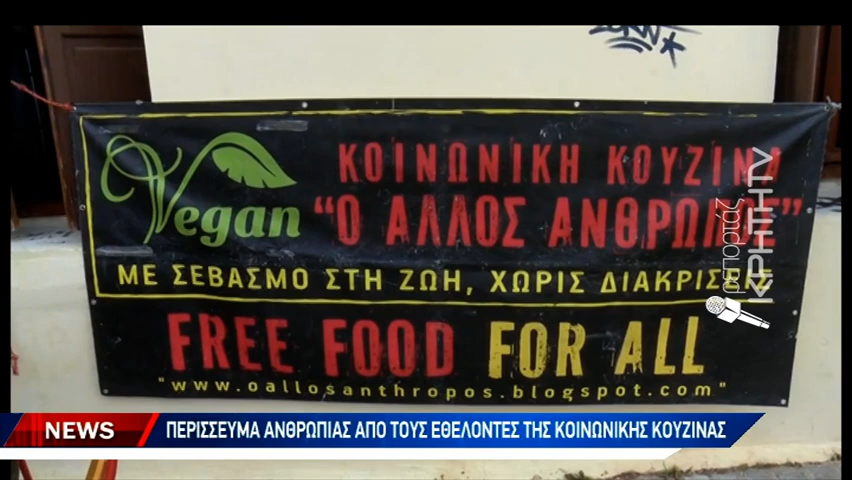 Vegan
ΚΟΙΝΩΝΙΚΗ ΚΟΥΖΙΝΑ
"Ο ΑΛΛΟΣ ΑΝΘΡΩΠΟΣ"
ΜΕ ΣΕΒΑΣΜΟ ΣΤΗ ΖΩΗ, ΧΩΡΙΣ ΔΙΑΚΡΙΣΕΙΣ
FREE FOOD FOR ALL
"www.oallosanthropos.blogspot.com"
ΚΡΗΤΗ TV
NEWS
ΠΕΡΙΣΣΕΥΜΑ ΑΝΘΡΩΠΙΑΣ ΑΠΟ ΤΟΥΣ ΕΘΕΛΟΝΤΕΣ ΤΗΣ ΚΟΙΝΩΝΙΚΗΣ ΚΟΥΖΙΝΑΣ